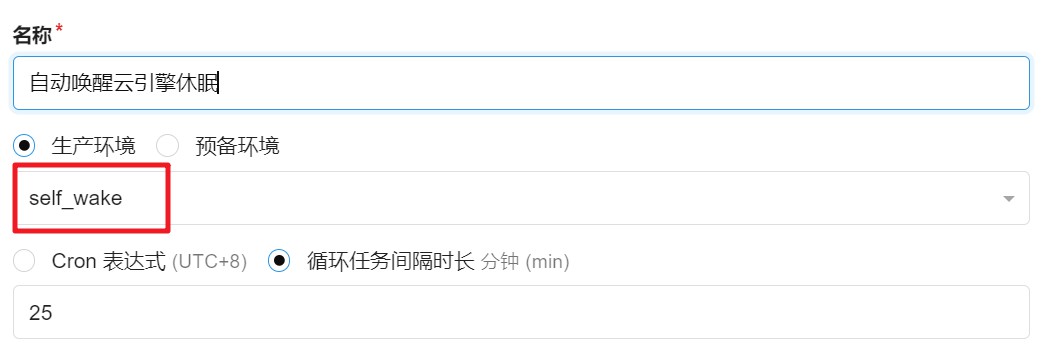 名称*
自动唤醒云引擎休眠
生产环境 预备环境
self_wake
Cron 表达式 (UTC+8) 循环任务间隔时长 分钟 (min)
25